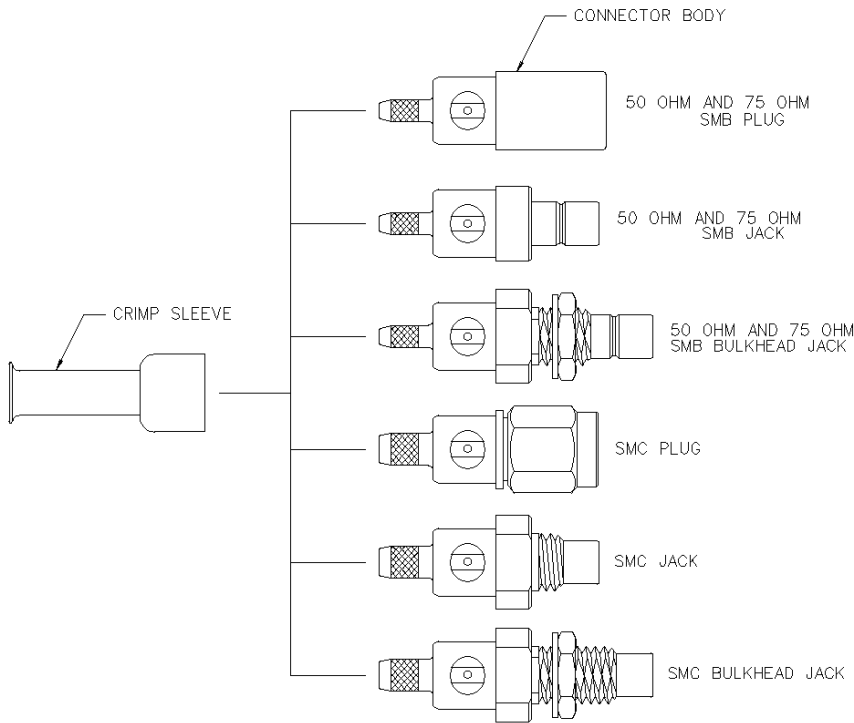 CONNECTOR BODY
50 OHM AND 75 OHM
SMB PLUG
50 OHM AND 75 OHM
SMB JACK
CRIMP SLEEVE
50 OHM AND 75 OHM
SMB BULKHEAD JACK
SMC PLUG
SMC JACK
SMC BULKHEAD JACK